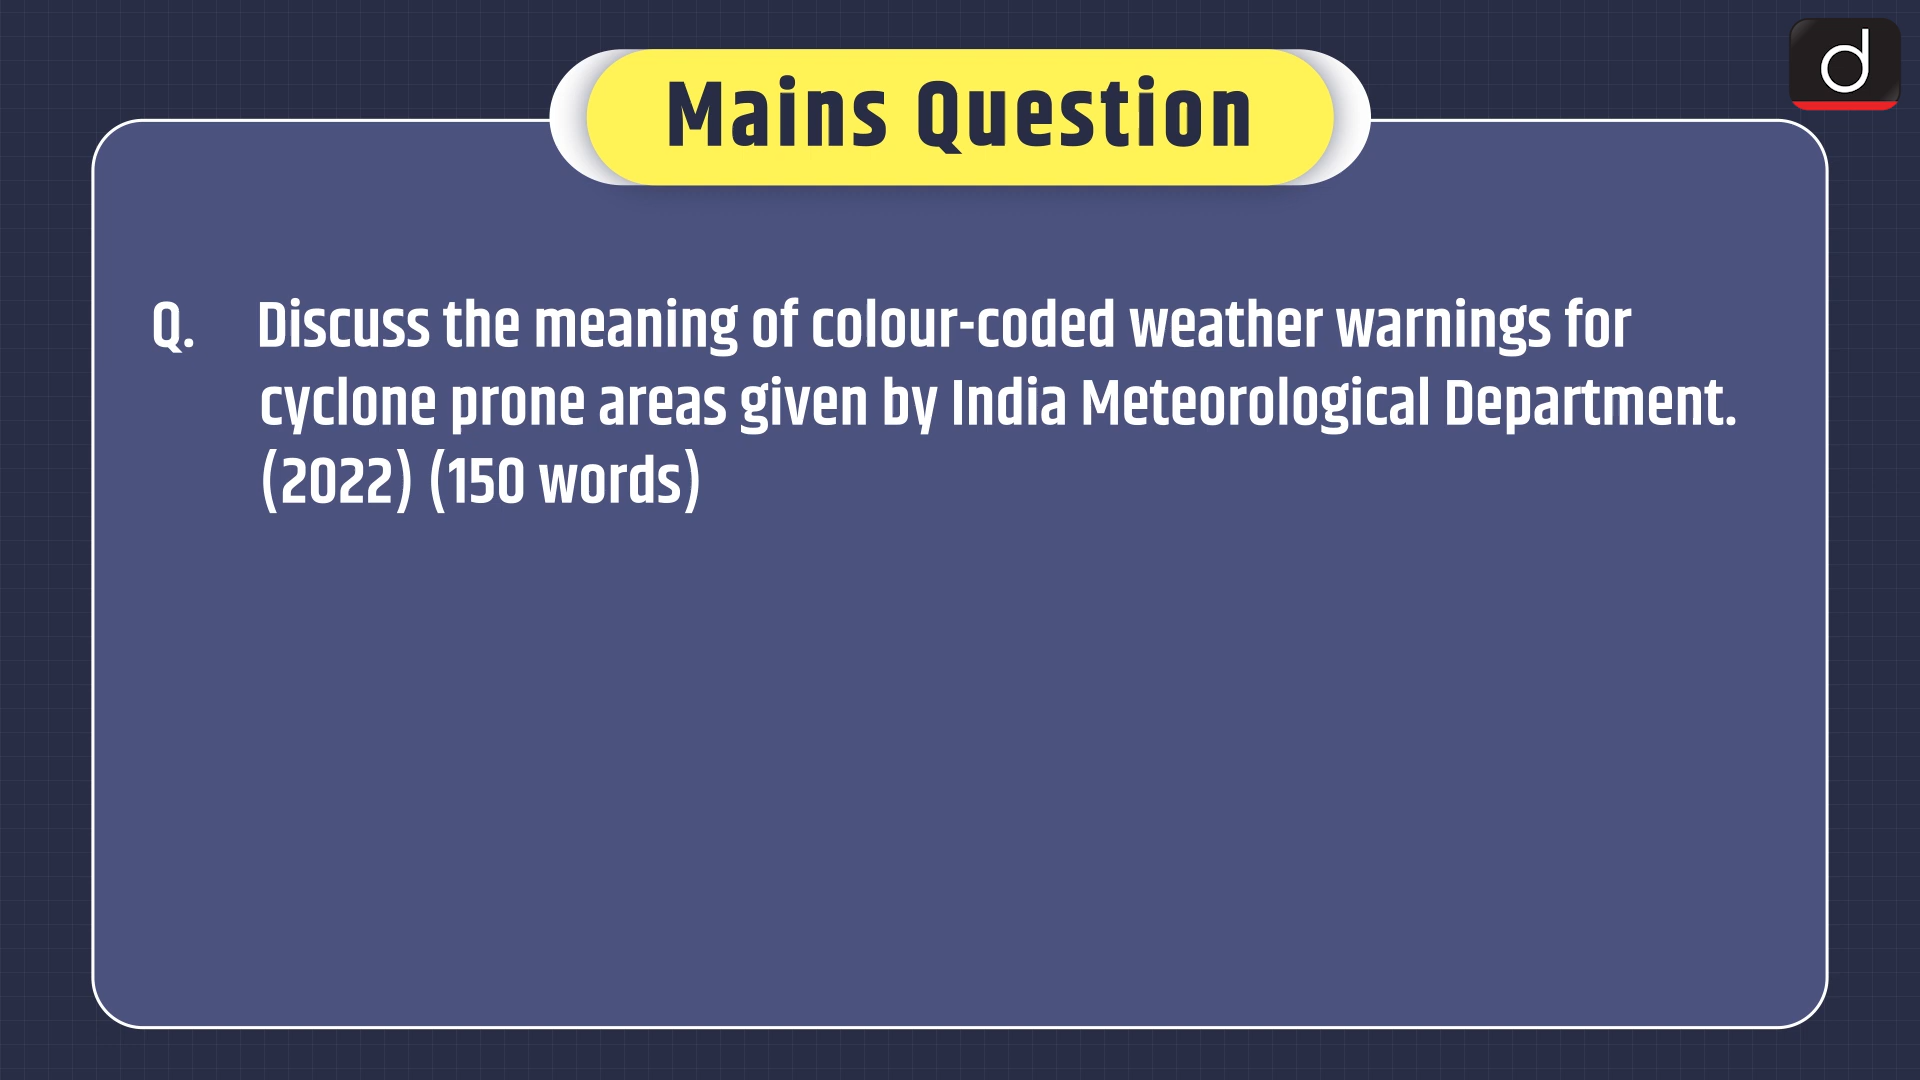 Mains Question
d
Q. Discuss the meaning of colour-coded weather warnings for
cyclone prone areas given by India Meteorological Department.
(2022) (150 words)